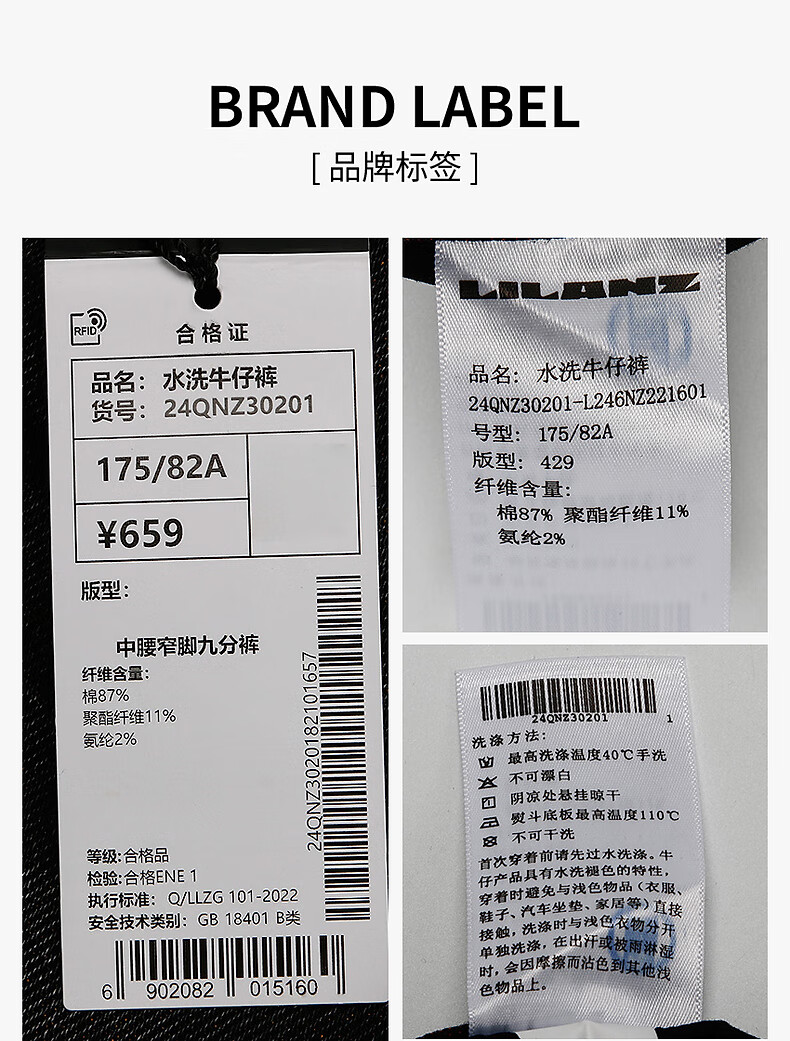 BRAND LABEL
[ 品牌标签 ]
RFID
合格证
品名: 水洗牛仔裤
货号: 24QNZ30201
175/82A
¥659
版型:
中腰窄脚九分裤
纤维含量:
棉87%
聚酯纤维11%
氨纶2%
24QNZ3020182101657
等级:合格品
检验:合格ENE 1
执行标准: Q/LLZG 101-2022
安全技术类别: GB 18401 B类
6 902082 015160
LILANZ
品名: 水洗牛仔裤
24QNZ30201-L246NZ221601
号型: 175/82A
版型: 429
纤维含量:
棉87% 聚酯纤维11%
氨纶2%
24QNZ30201 1
洗涤方法:
最高洗涤温度40℃手洗
不可漂白
阴凉处悬挂晾干
熨斗底板最高温度110℃
不可干洗
首次穿着前请先过水洗涤。牛
仔产品具有水洗褪色的特性,
穿着时避免与浅色物品(衣服、
鞋子、汽车坐垫、家居等)直接
接触,洗涤时与浅色衣物分开
单独洗涤,在出汗或被雨淋湿
时,会因摩擦而沾色到其他浅
色物品上。